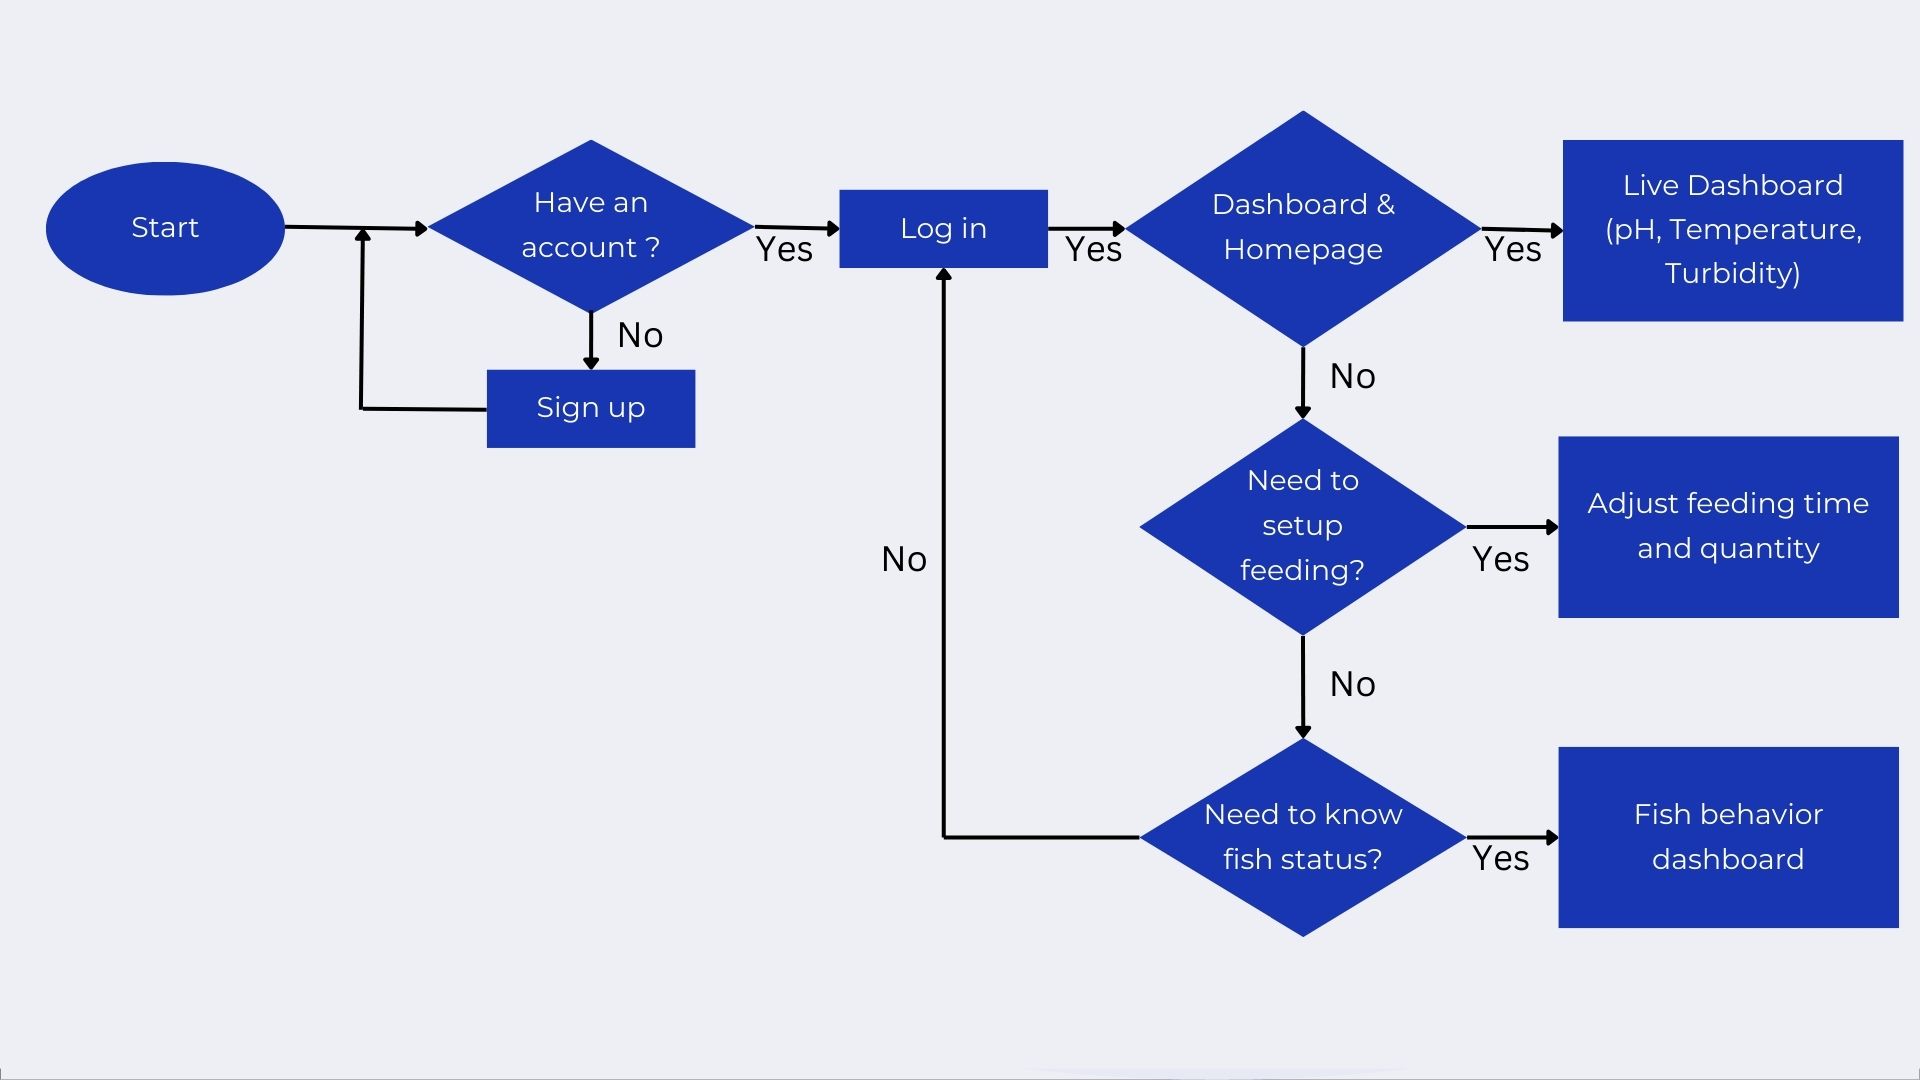 Start
Have an
account ?
Yes
Log in
Yes
Dashboard &
Homepage
Yes
Live Dashboard
(pH, Temperature,
Turbidity)
No
Sign up
No
Need to
setup
feeding?
Yes
Adjust feeding time
and quantity
No
No
Need to know
fish status?
Yes
Fish behavior
dashboard